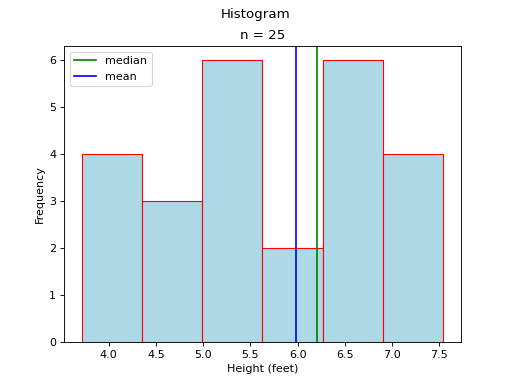 Histogram
n = 25
median
mean
Frequency
0
1
2
3
4
5
6
4.0 4.5 5.0 5.5 6.0 6.5 7.0 7.5
Height (feet)